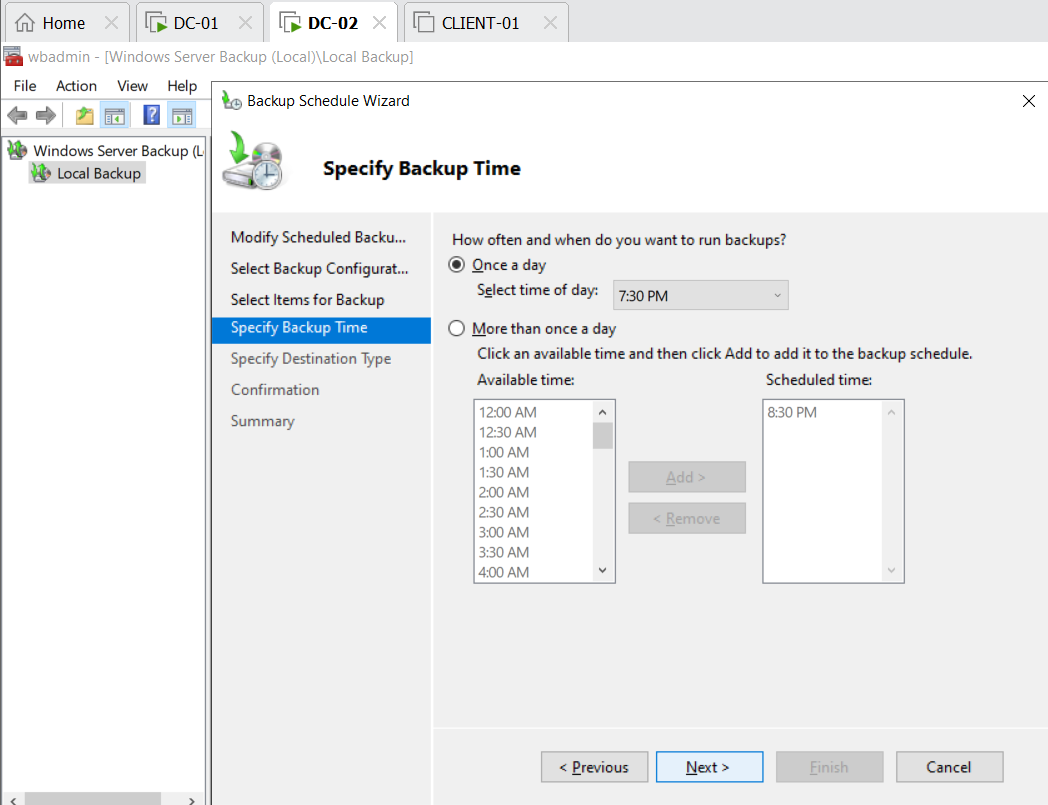 Home
DC-01
DC-02
CLIENT-01
wbadmin - [Windows Server Backup (Local)\Local Backup]
File Action View Help
Windows Server Backup (L
Local Backup
Backup Schedule Wizard
Specify Backup Time
Modify Scheduled Backu...
Select Backup Configurat...
Select Items for Backup
Specify Backup Time
Specify Destination Type
Confirmation
Summary
How often and when do you want to run backups?
Once a day
Select time of day: 7:30 PM
More than once a day
Click an available time and then click Add to add it to the backup schedule.
Available time:
12:00 AM
12:30 AM
1:00 AM
1:30 AM
2:00 AM
2:30 AM
3:00 AM
3:30 AM
4:00 AM
Add >
< Remove
Scheduled time:
8:30 PM
< Previous
Next >
Finish
Cancel